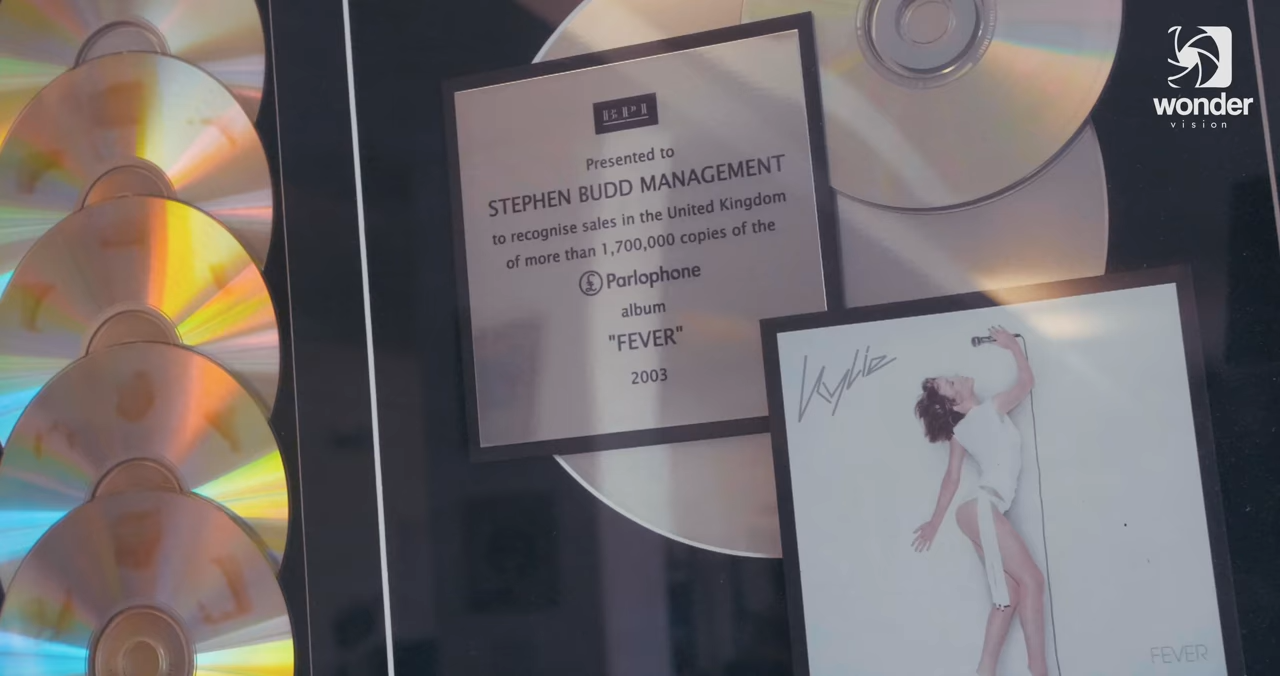 BPI
Presented to
STEPHEN BUDD MANAGEMENT
to recognise sales in the United Kingdom
of more than 1,700,000 copies of the
£ Parlophone
album
"FEVER"
2003
Kylie
FEVER
wonder
vision